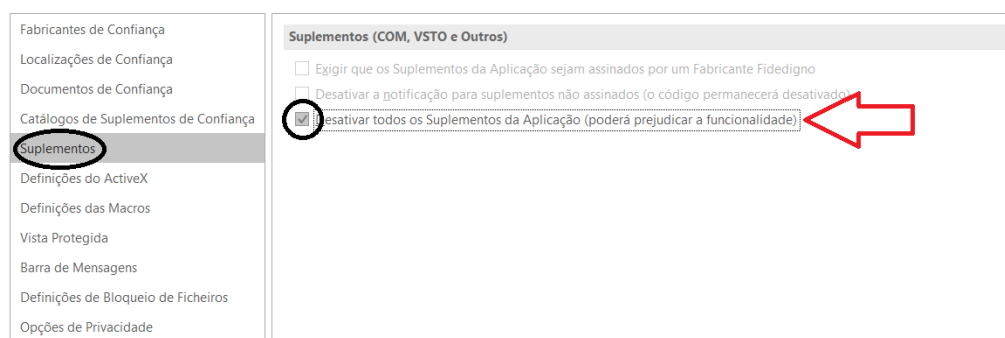 Fabricantes de Confiança
Localizações de Confiança
Documentos de Confiança
Catálogos de Suplementos de Confiança
Suplementos
Definições do ActiveX
Definições das Macros
Vista Protegida
Barra de Mensagens
Definições de Bloqueio de Ficheiros
Opções de Privacidade
Suplementos (COM, VSTO e Outros)
Exigir que os Suplementos da Aplicação sejam assinados por um Fabricante Fidedigno
Desativar a notificação para suplementos não assinados (o código permanecerá desativado)
Desativar todos os Suplementos da Aplicação (poderá prejudicar a funcionalidade)